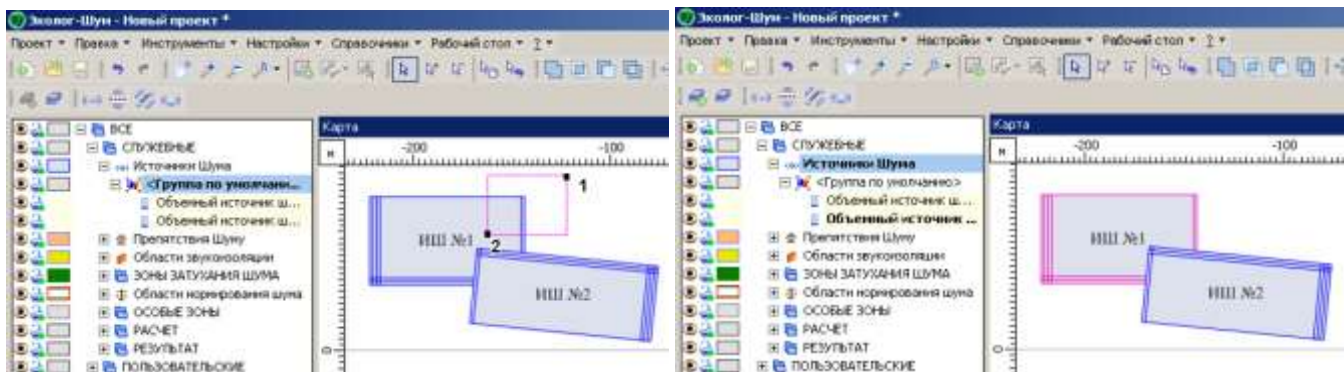 Эколог-Шум - Новый проект *
Проект Правка Инструменты Настройки Справочники Рабочий стол ?
ВСЕ
СЛУЖЕБНЫЕ
Источники Шума
<Группа по умолчани...
Объемный источник ш...
Объемный источник ш...
Препятствия Шуму
Области звукоизоляции
ЗОНЫ ЗАТУХАНИЯ ШУМА
Области нормирования шума
ОСОБЫЕ ЗОНЫ
РАСЧЕТ
РЕЗУЛЬТАТ
ПОЛЬЗОВАТЕЛЬСКИЕ
Карта
м -200 -100
1
ИШ №1 2
ИШ №2
0
Эколог-Шум - Новый проект *
Проект Правка Инструменты Настройки Справочники Рабочий стол ?
ВСЕ
СЛУЖЕБНЫЕ
Источники Шума
<Группа по умолчанию>
Объемный источник ш...
Объемный источник ...
Препятствия Шуму
Области звукоизоляции
ЗОНЫ ЗАТУХАНИЯ ШУМА
Области нормирования шума
ОСОБЫЕ ЗОНЫ
РАСЧЕТ
РЕЗУЛЬТАТ
ПОЛЬЗОВАТЕЛЬСКИЕ
Карта
м -200 -100
ИШ №1
ИШ №2
0